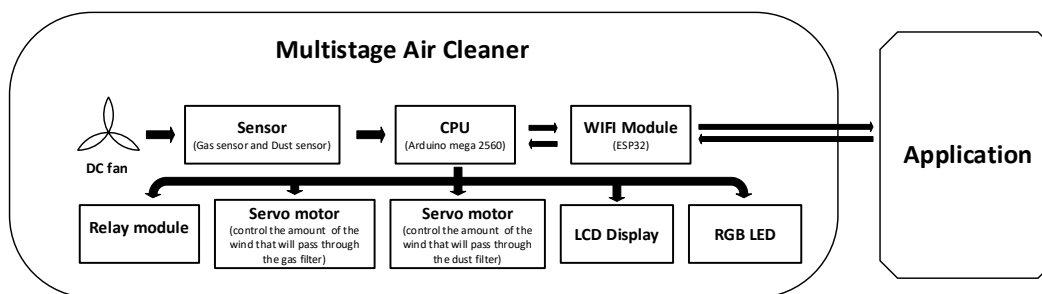 Multistage Air Cleaner
DC fan
Sensor
(Gas sensor and Dust sensor)
CPU
(Arduino mega 2560)
WIFI Module
(ESP32)
Application
Relay module
Servo motor
(control the amount of the
wind that will pass through
the gas filter)
Servo motor
(control the amount of the
wind that will pass through
the dust filter)
LCD Display
RGB LED